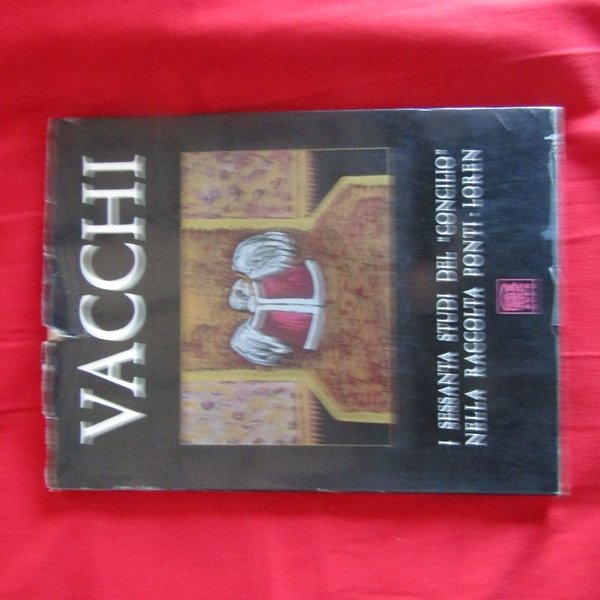 VACCHI
I SESSANTA STUDI DEL "CONCILIO"
NELLA RACCOLTA PONTI-LOREN